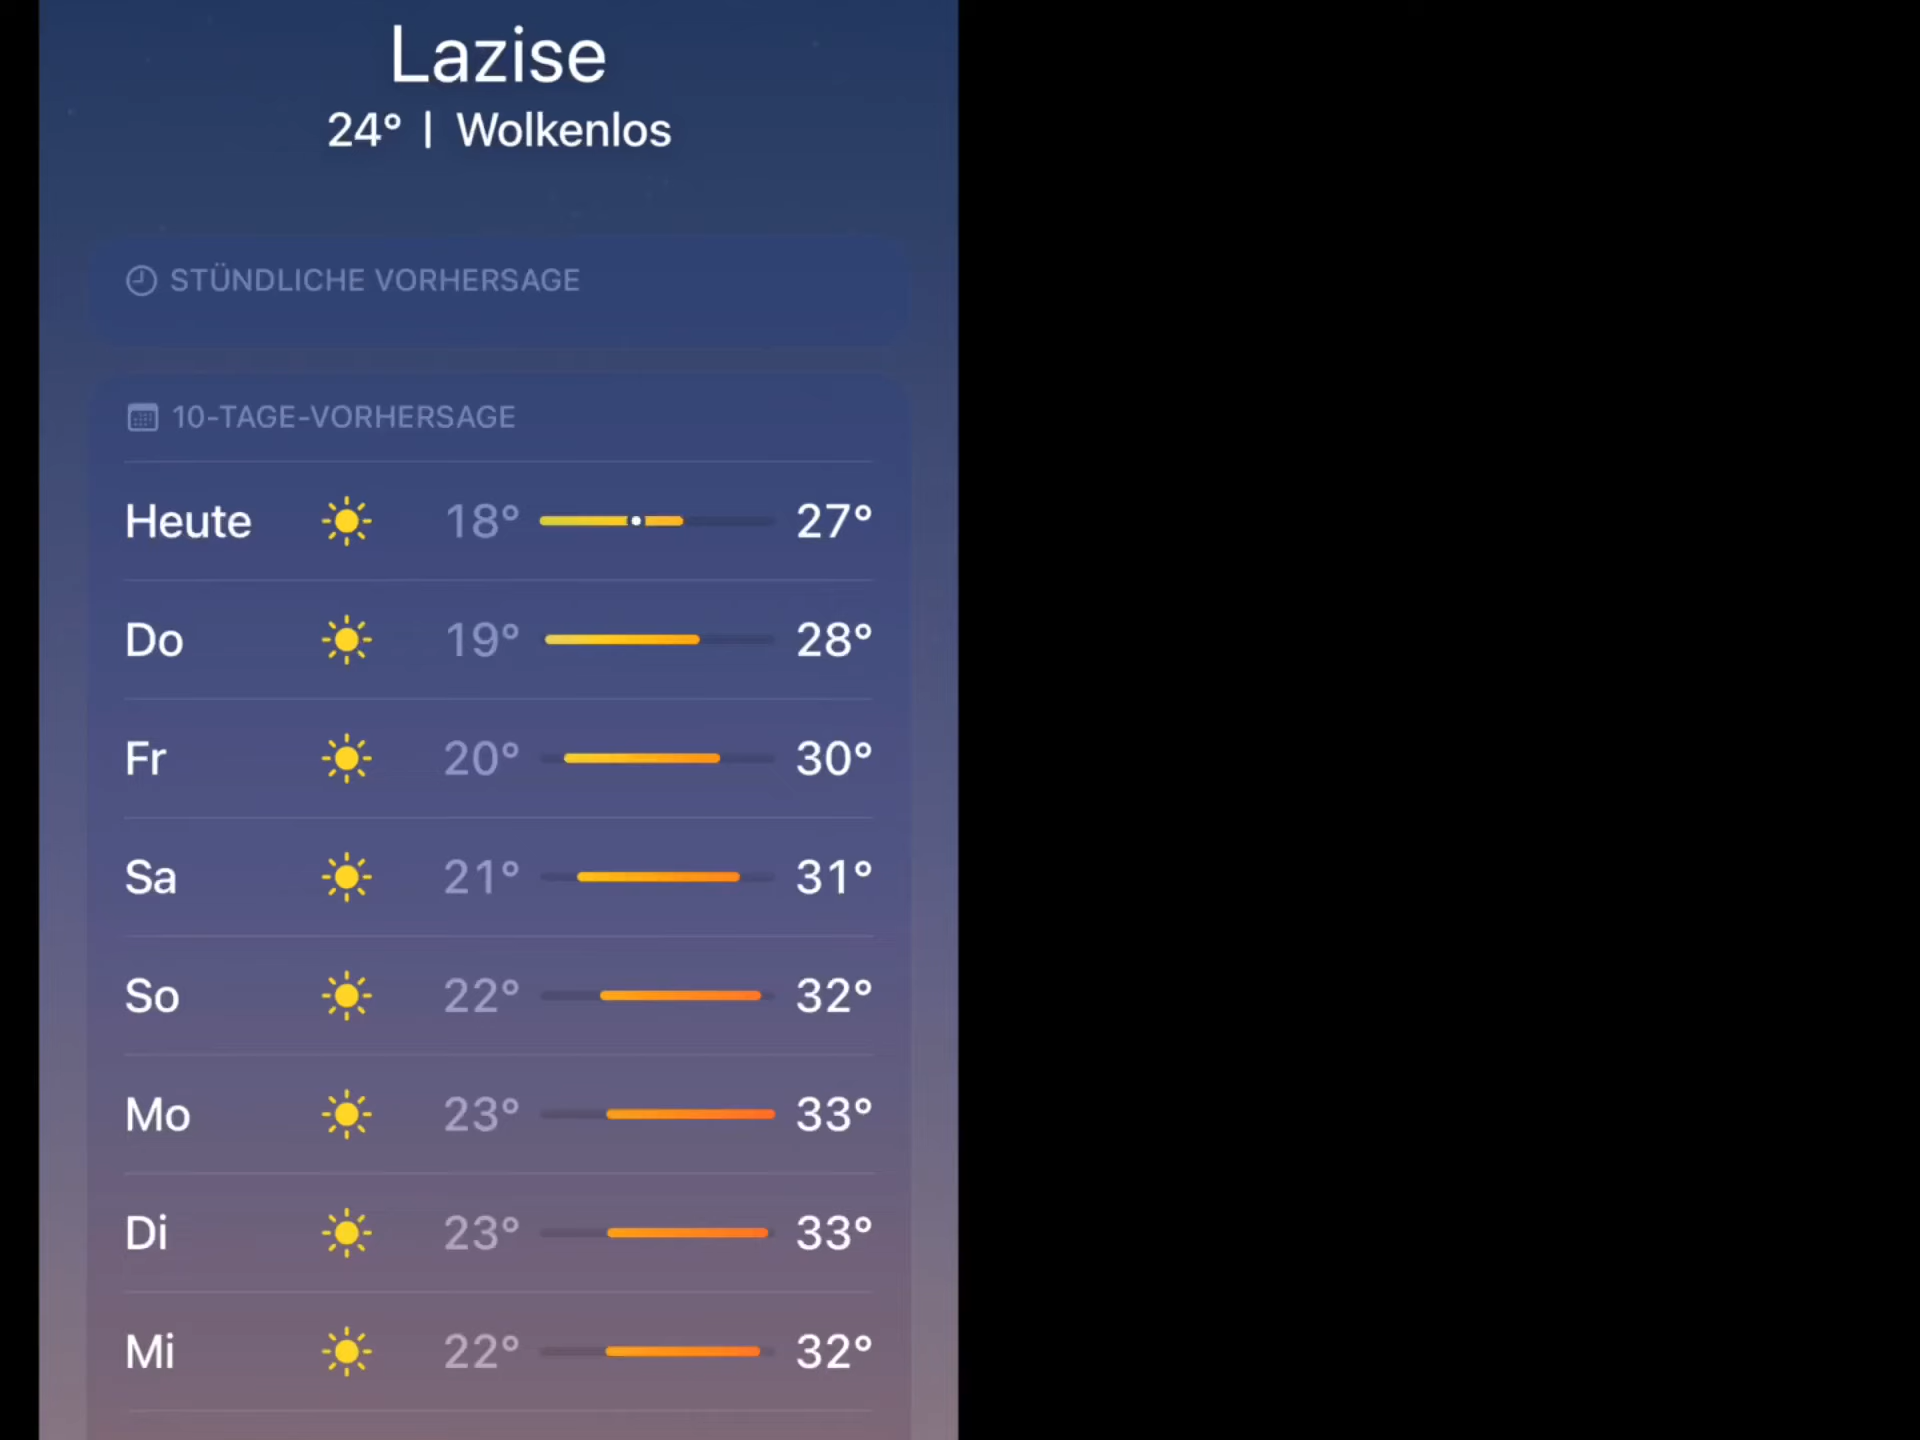 Lazise
24° | Wolkenlos
STÜNDLICHE VORHERSAGE
10-TAGE-VORHERSAGE
Heute 18° 27°
Do 19° 28°
Fr 20° 30°
Sa 21° 31°
So 22° 32°
Mo 23° 33°
Di 23° 33°
Mi 22° 32°